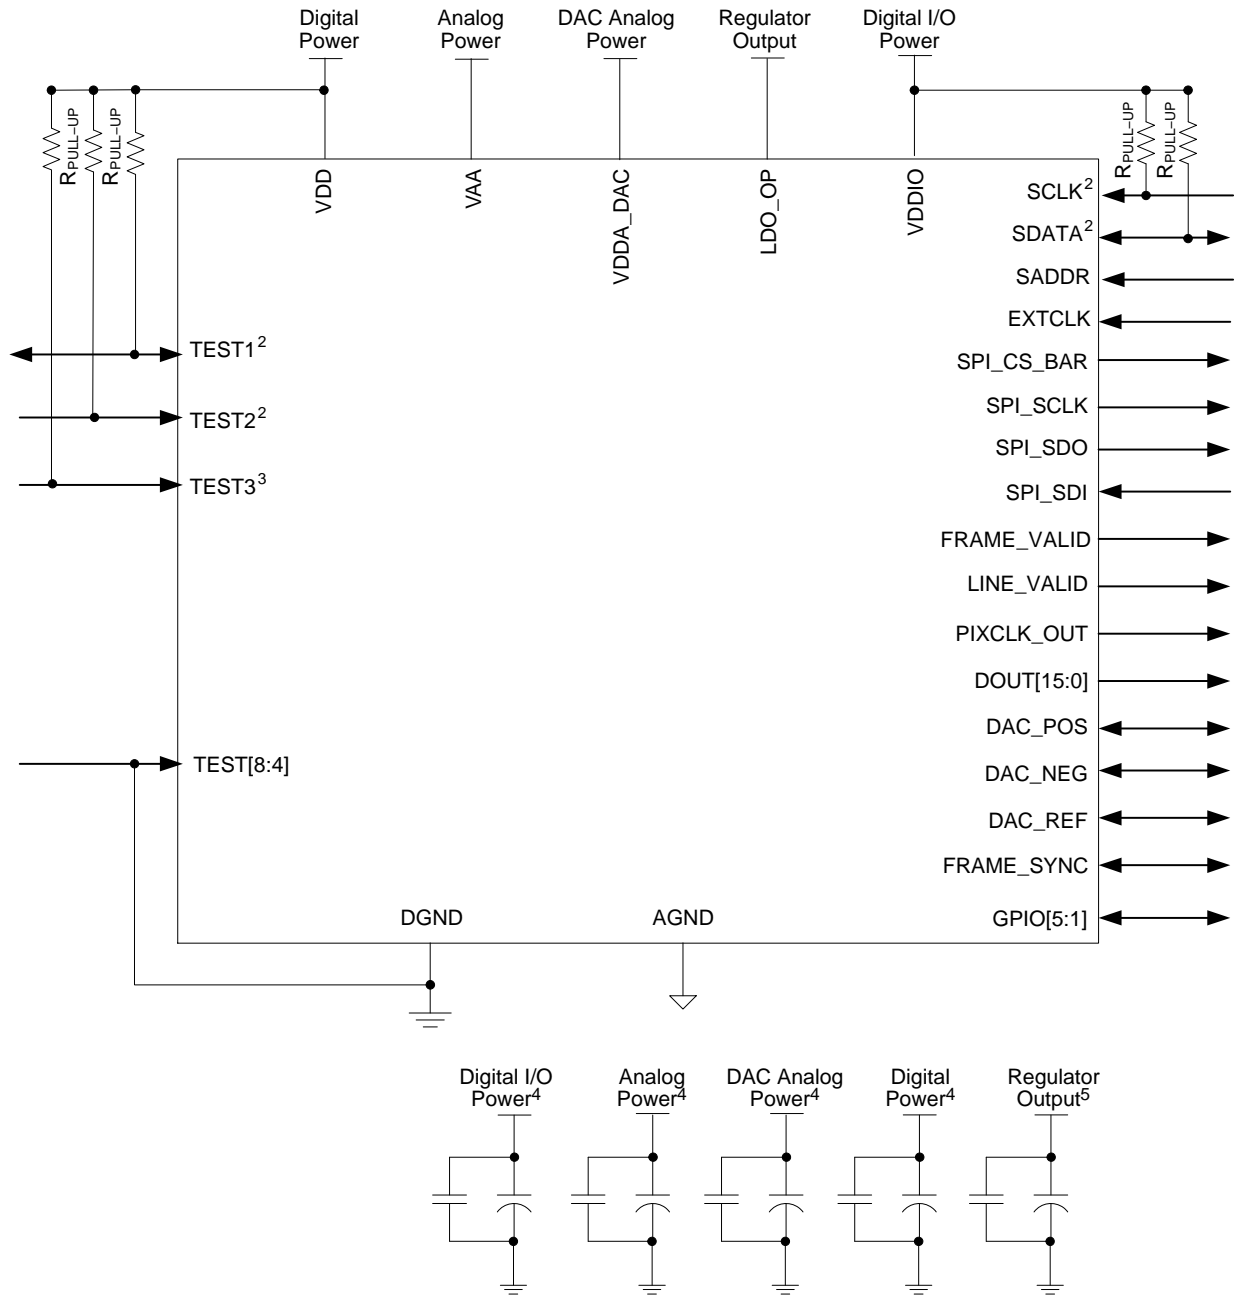 Digital
Power
Analog
Power
DAC Analog
Power
Regulator
Output
Digital I/O
Power
RPULL–UP
RPULL–UP
RPULL–UP
RPULL–UP
VDD
VAA
VDDA_DAC
LDO_OP
VDDIO
SCLK2
SDATA2
SADDR
EXTCLK
SPI_CS_BAR
SPI_SCLK
SPI_SDO
SPI_SDI
FRAME_VALID
LINE_VALID
PIXCLK_OUT
DOUT[15:0]
DAC_POS
DAC_NEG
DAC_REF
FRAME_SYNC
GPIO[5:1]
TEST12
TEST22
TEST33
TEST[8:4]
DGND
AGND
Digital I/O
Power4
Analog
Power4
DAC Analog
Power4
Digital
Power4
Regulator
Output5